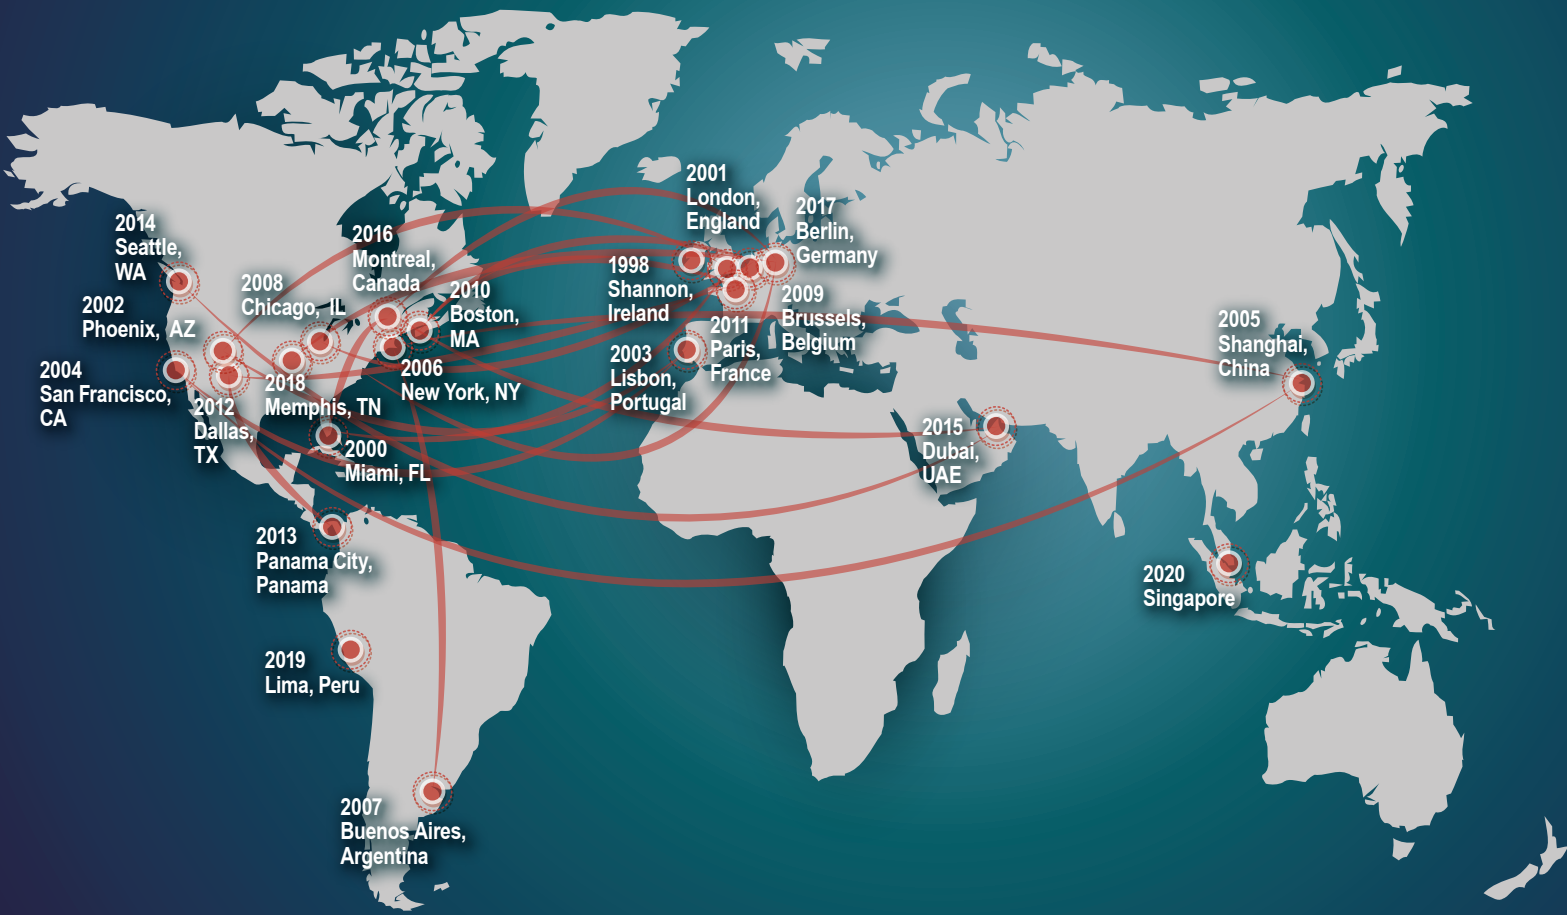 2001
London,
England
2017
Berlin,
Germany
2014
Seattle,
WA
2016
Montreal,
Canada
1998
Shannon,
Ireland
2008
Chicago, IL
2010
Boston,
MA
2009
Brussels,
Belgium
2002
Phoenix, AZ
2011
Paris,
France
2005
Shanghai,
China
2003
Lisbon,
Portugal
2004
San Francisco,
CA
2006
New York, NY
2018
Memphis, TN
2012
Dallas,
TX
2015
Dubai,
UAE
2000
Miami, FL
2013
Panama City,
Panama
2020
Singapore
2019
Lima, Peru
2007
Buenos Aires,
Argentina